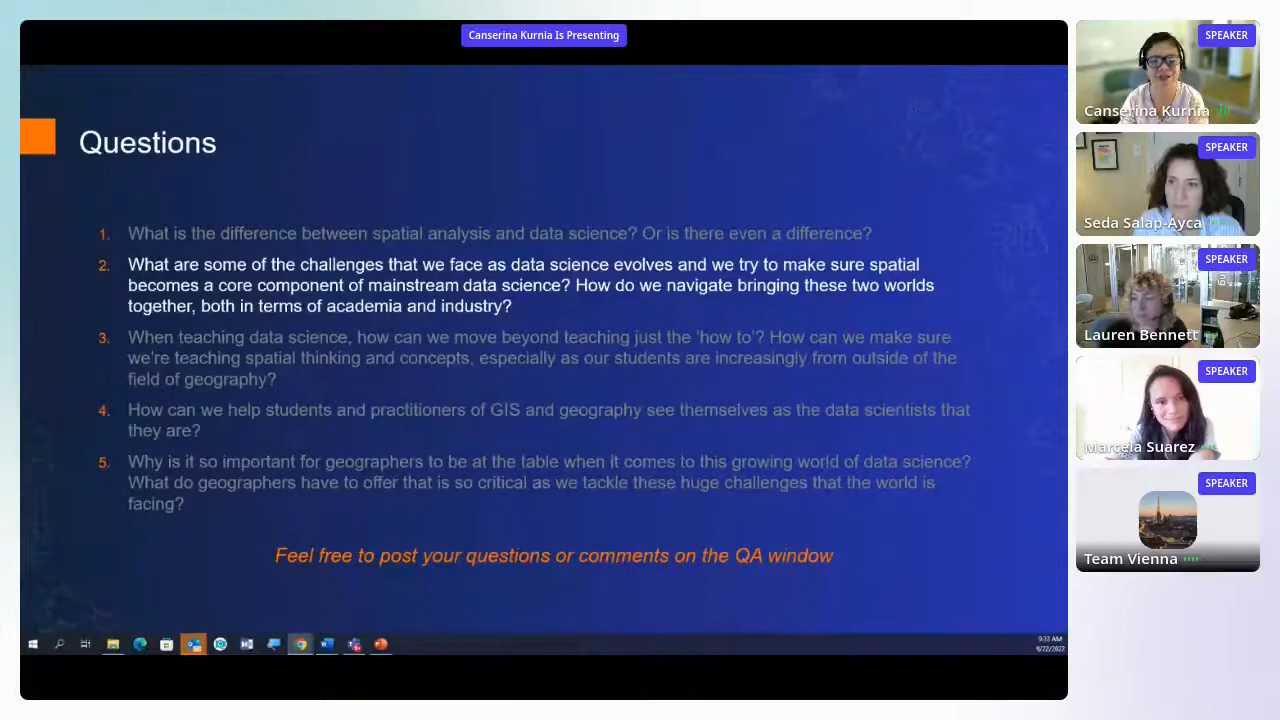 Canserina Kurnia Is Presenting
Questions
1. What is the difference between spatial analysis and data science? Or is there even a difference?
2. What are some of the challenges that we face as data science evolves and we try to make sure spatial
becomes a core component of mainstream data science? How do we navigate bringing these two worlds
together, both in terms of academia and industry?
3. When teaching data science, how can we move beyond teaching just the 'how to'? How can we make sure
we're teaching spatial thinking and concepts, especially as our students are increasingly from outside of the
field of geography?
4. How can we help students and practitioners of GIS and geography see themselves as the data scientists that
they are?
5. Why is it so important for geographers to be at the table when it comes to this growing world of data science?
What do geographers have to offer that is so critical as we tackle these huge challenges that the world is
facing?
Feel free to post your questions or comments on the QA window
9:33 AM
6/22/2022
SPEAKER
Canserina Kurnia
SPEAKER
Seda Salap-Ayca
SPEAKER
Lauren Bennett
SPEAKER
Marcela Suarez
SPEAKER
Team Vienna